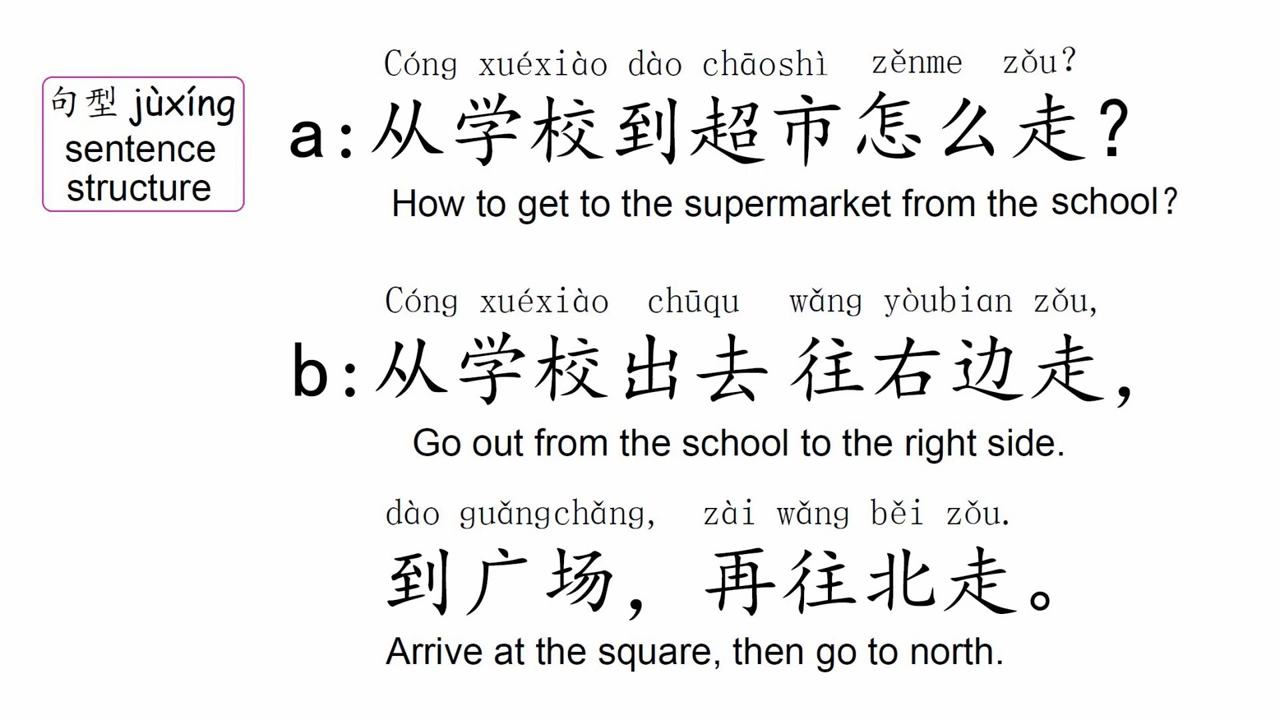 句型 jùxíng
sentence
structure
Cóng xuéxiào dào chāoshì zěnme zǒu?
a:从学校到超市怎么走?
How to get to the supermarket from the school?
Cóng xuéxiào chūqu wǎng yòubian zǒu,
b:从学校出去 往右边走,
Go out from the school to the right side.
dào guǎngchǎng, zài wǎng běi zǒu.
到广场，再往北走。
Arrive at the square, then go to north.